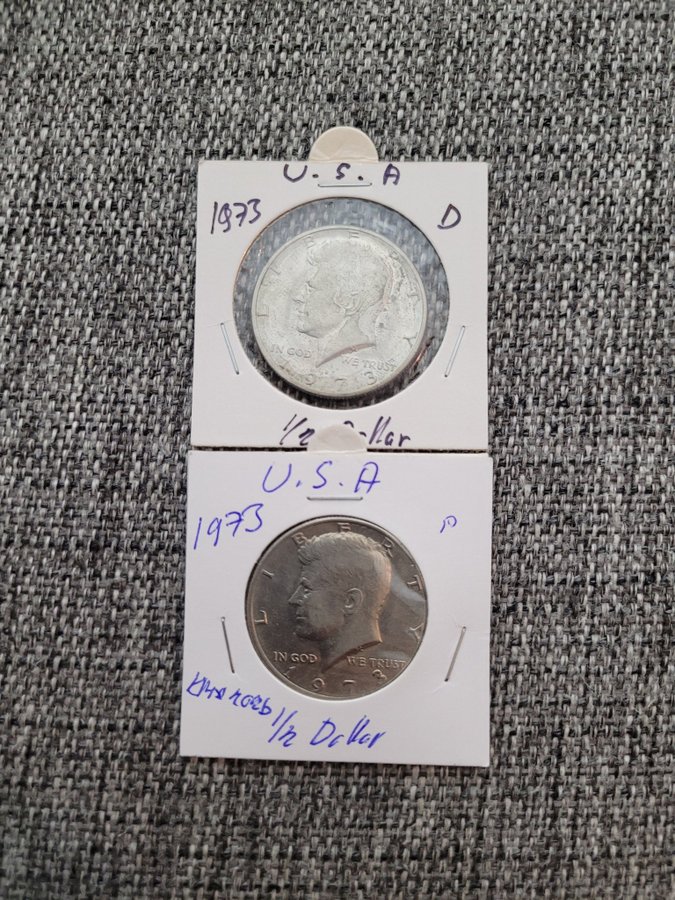 U.S.A
1973 D
LIBERTY
IN GOD WE TRUST
1973
1/2 Dollar
U.S.A
1973 P
LIBERTY
IN GOD WE TRUST
1973
1/2 Dollar